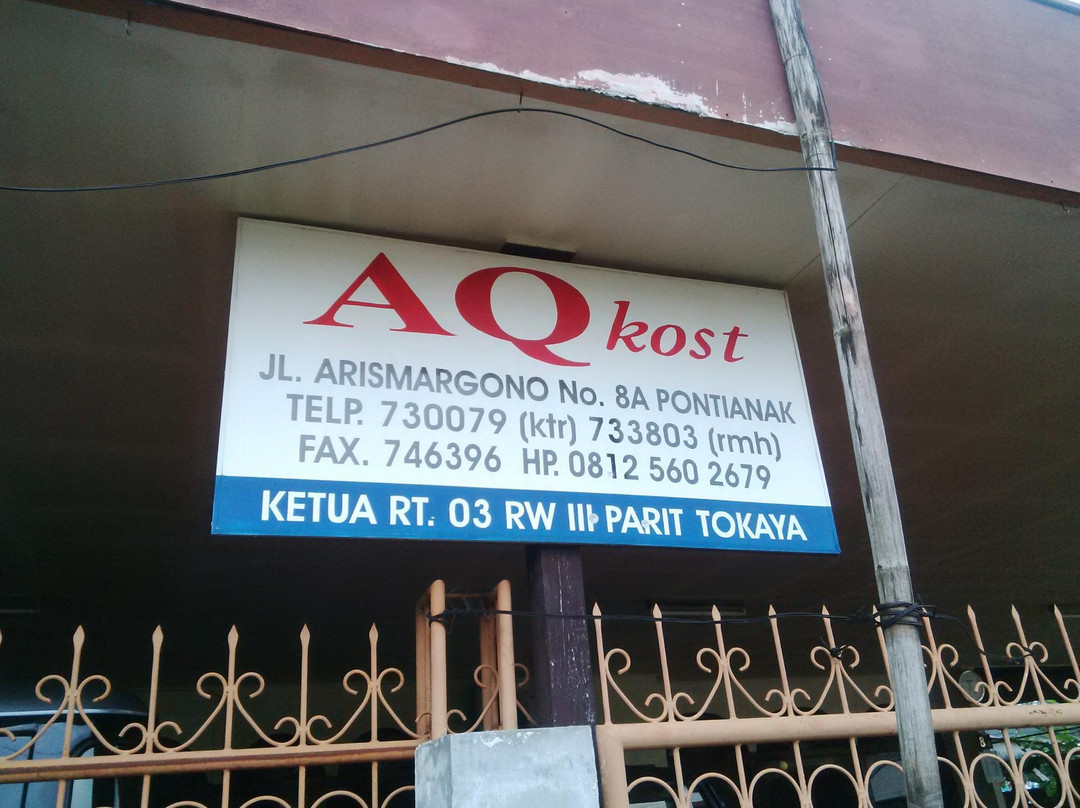 AQ kost
JL. ARISMARGONO No. 8A PONTIANAK
TELP. 730079 (ktr) 733803 (rmh)
FAX. 746396 HP. 0812 560 2679
KETUA RT. 03 RW III PARIT TOKAYA